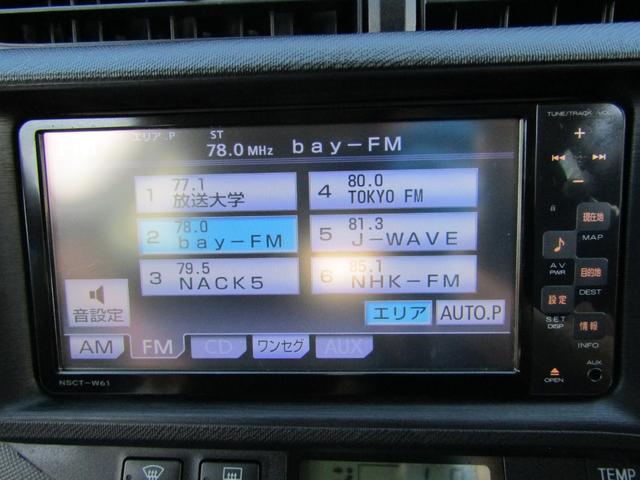 エリア.P ST 78.0 MHz bay-FM
1 77.1 放送大学
4 80.0 TOKYO FM
2 78.0 bay-FM
5 81.3 J-WAVE
3 79.5 NACK5
6 85.1 NHK-FM
音設定
エリア AUTO.P
AM FM CD ワンセグ AUX
NSCT-W61
TUNE/TRACK VOL
+
-
現在地
MAP
♪
AV PWR
目的地
DEST
設定
SET DISP
情報
INFO
OPEN
AUX
TEMP